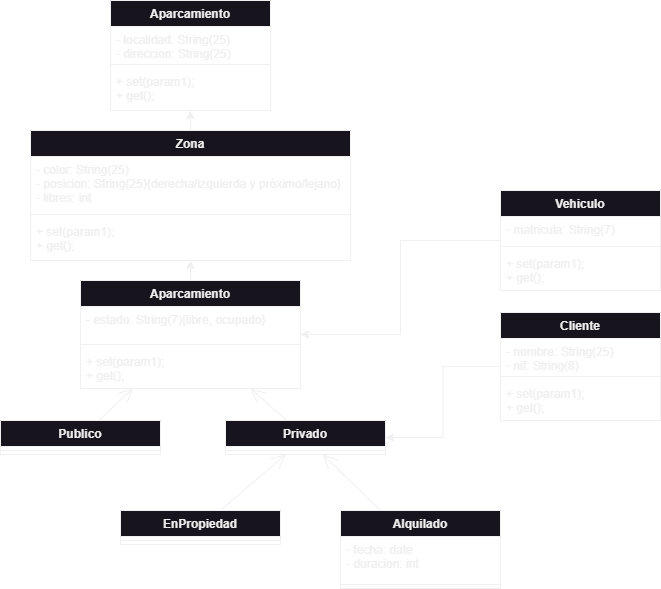 Aparcamiento
- localidad: String(25)
- direccion: String(25)
+ set(param1);
+ get();
Zona
- color: String(25)
- posicion: String(25){derecha/izquierda y próximo/lejano}
- libres: int
+ set(param1);
+ get();
Vehiculo
- matricula: String(7)
+ set(param1);
+ get();
Aparcamiento
- estado: String(7){libre, ocupado}
+ set(param1);
+ get();
Cliente
- nombre: String(25)
- nif: String(8)
+ set(param1);
+ get();
Publico
Privado
EnPropiedad
Alquilado
- fecha: date
- duracion: int